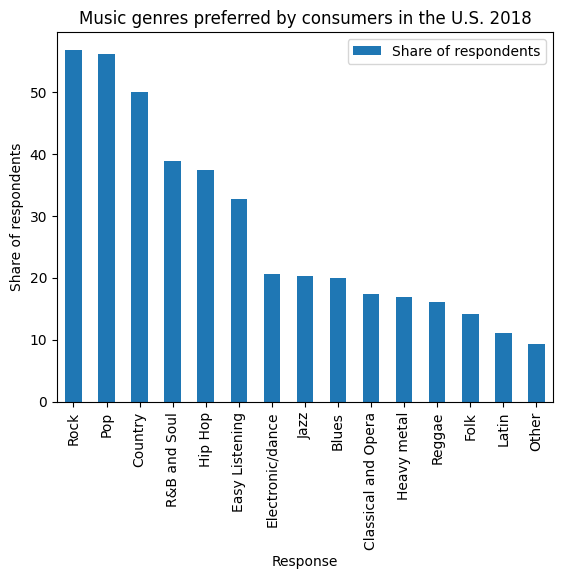 Music genres preferred by consumers in the U.S. 2018
Share of respondents
Share of respondents
50
40
30
20
10
0
Rock
Pop
Country
R&B and Soul
Hip Hop
Easy Listening
Electronic/dance
Jazz
Blues
Classical and Opera
Heavy metal
Reggae
Folk
Latin
Other
Response